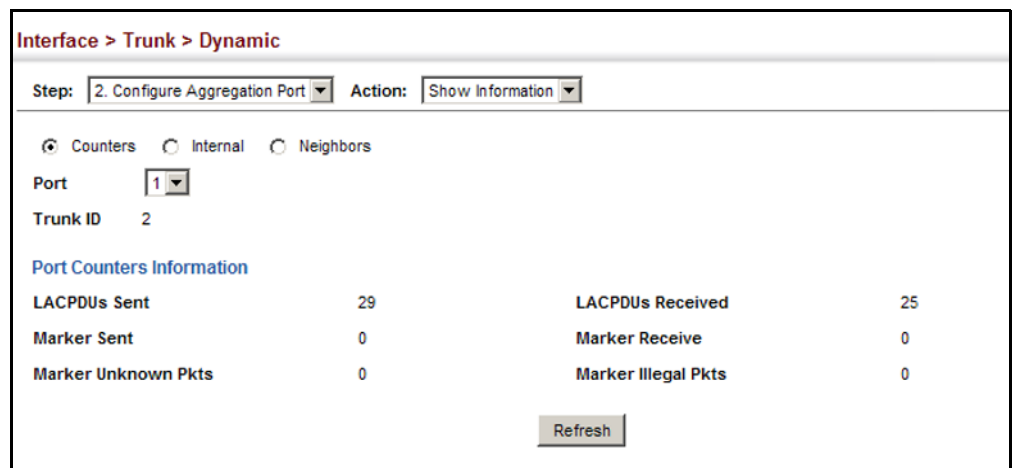 Interface > Trunk > Dynamic
Step: 2. Configure Aggregation Port Action: Show Information
Counters Internal Neighbors
Port 1
Trunk ID 2
Port Counters Information
LACPDUs Sent 29 LACPDUs Received 25
Marker Sent 0 Marker Receive 0
Marker Unknown Pkts 0 Marker Illegal Pkts 0
Refresh